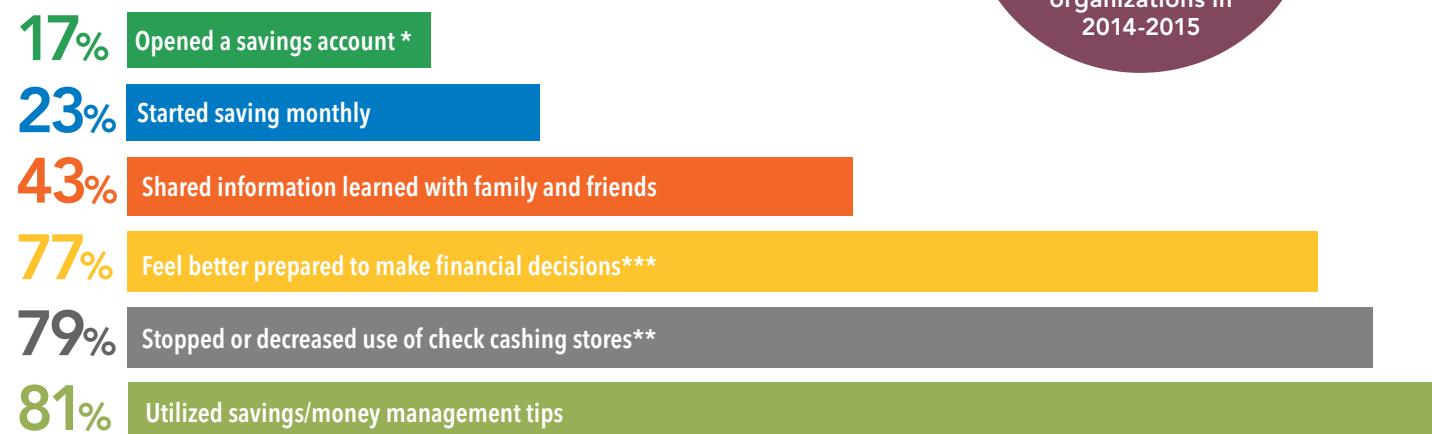 organizations in
2014-2015
17% Opened a savings account *
23% Started saving monthly
43% Shared information learned with family and friends
77% Feel better prepared to make financial decisions***
79% Stopped or decreased use of check cashing stores**
81% Utilized savings/money management tips